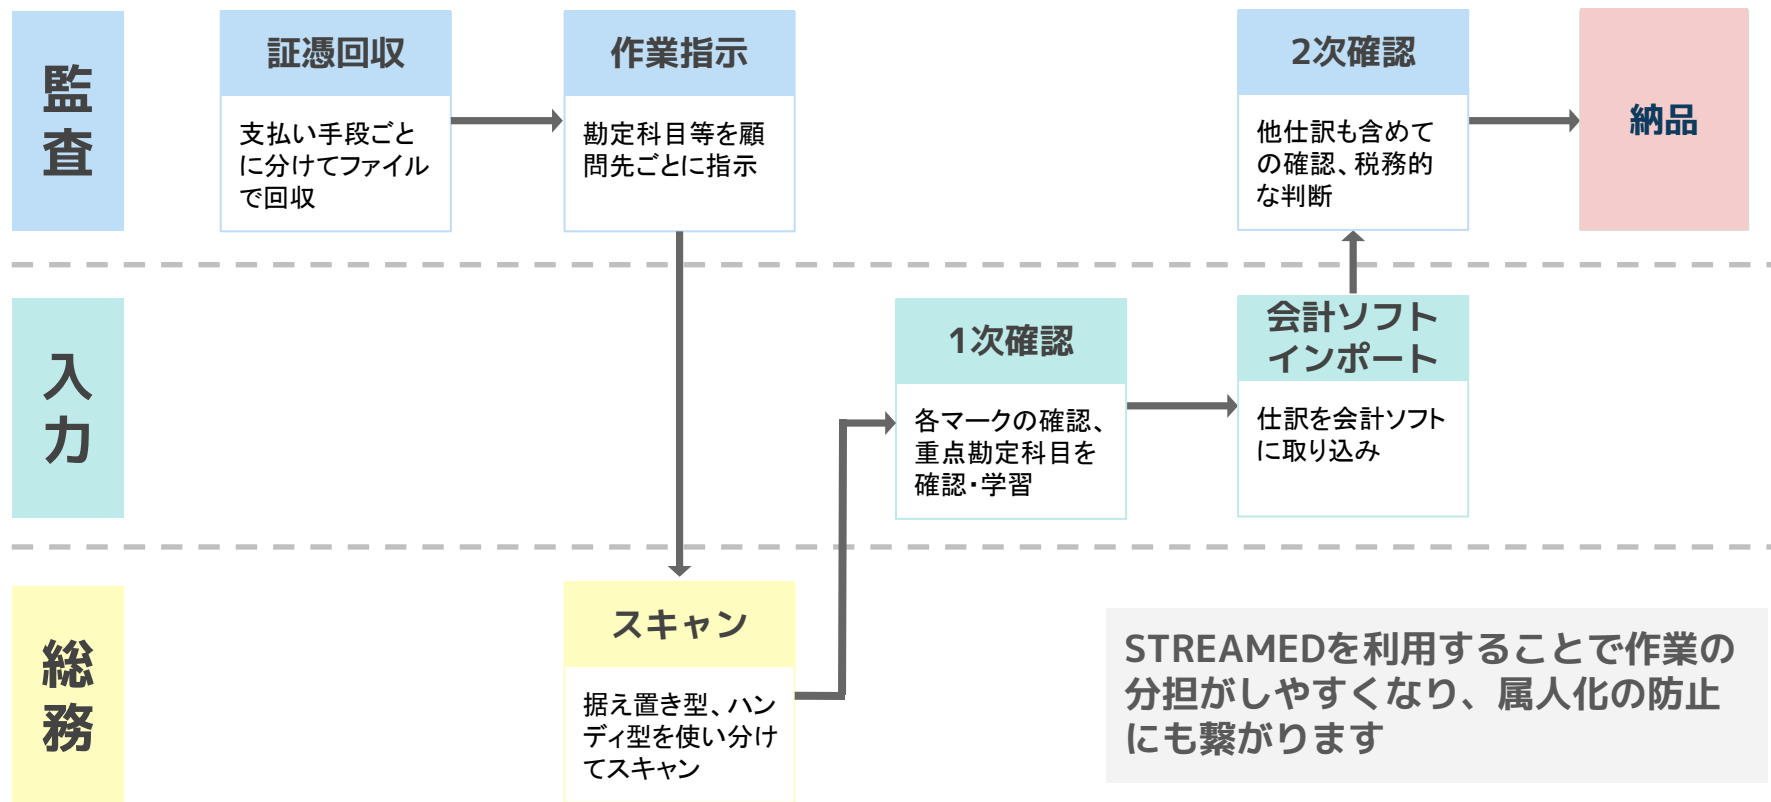 監
査
証憑回収
支払い手段ごと
に分けてファイル
で回収
作業指示
勘定科目等を顧
問先ごとに指示
2次確認
他仕訳も含めて
の確認、税務的
な判断
納品
入
力
1次確認
各マークの確認、
重点勘定科目を
確認・学習
会計ソフト
インポート
仕訳を会計ソフト
に取り込み
総
務
スキャン
据え置き型、ハン
ディ型を使い分け
てスキャン
STREAMEDを利用することで作業の
分担がしやすくなり、属人化の防止
にも繋がります